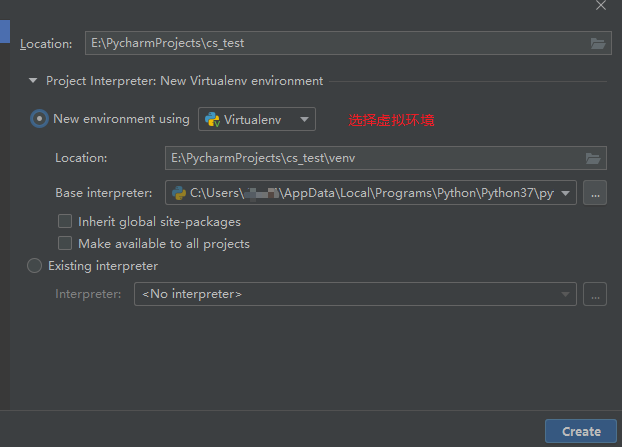 Location: E:\PycharmProjects\cs_test
Project Interpreter: New Virtualenv environment
New environment using Virtualenv 选择虚拟环境
Location: E:\PycharmProjects\cs_test\venv
Base interpreter: C:\Users\ \AppData\Local\Programs\Python\Python37\py ...
Inherit global site-packages
Make available to all projects
Existing interpreter
Interpreter: <No interpreter> ...
Create